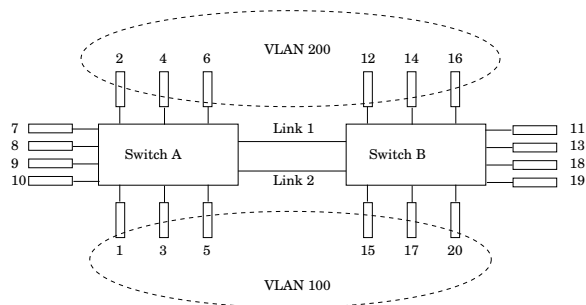 VLAN 200
2 4 6 12 14 16
7 Link 1 11
8 Switch A Switch B 13
9 18
10 Link 2 19
1 3 5 15 17 20
VLAN 100